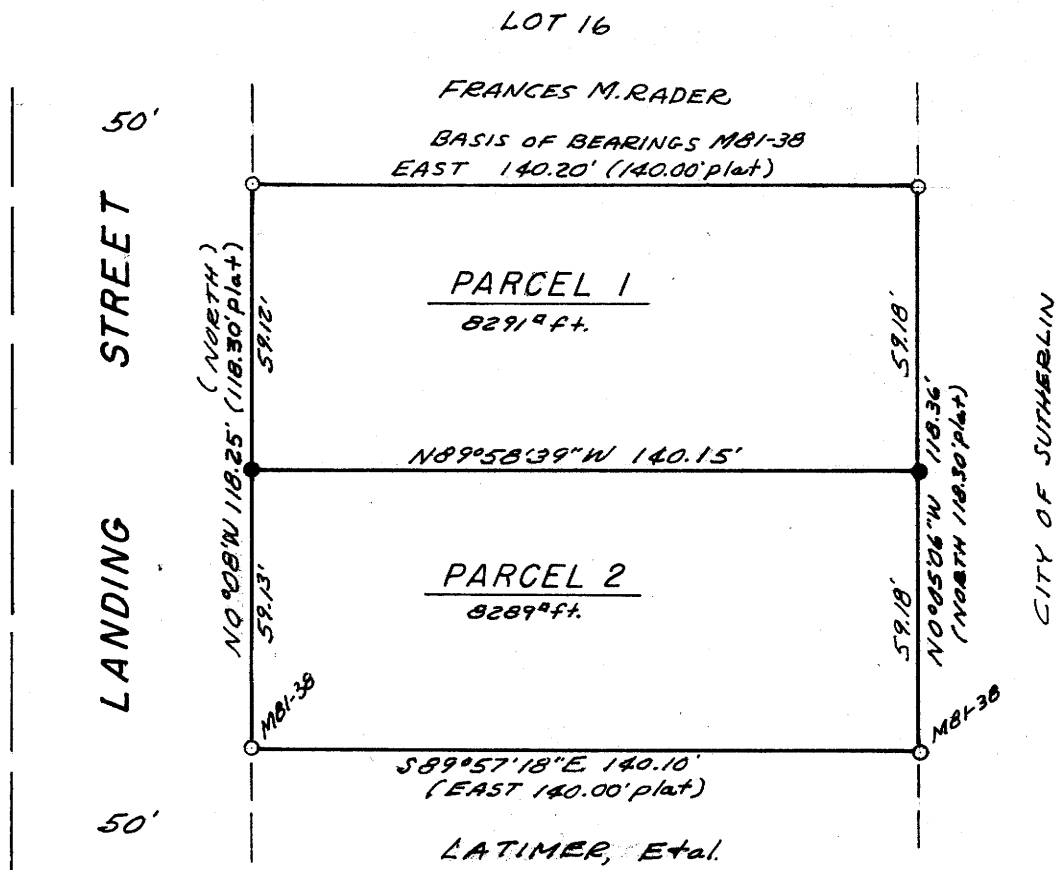 LOT 16
FRANCES M. RADER
BASIS OF BEARINGS M81-38
EAST 140.20' (140.00' plat)
50'
LANDING STREET
50'
(NORTH)
N0°08'W 118.25' (118.30' plat)
59.12'
59.13'
PARCEL 1
8291 ft.
59.18'
N89°58'39"W 140.15'
PARCEL 2
8289 ft.
59.18'
N0°05'06"W 118.36'
(NORTH 118.30' plat)
CITY OF SUTHERLIN
M81-38
M81-38
S89°57'18"E 140.10'
(EAST 140.00' plat)
LATIMER, Etal.